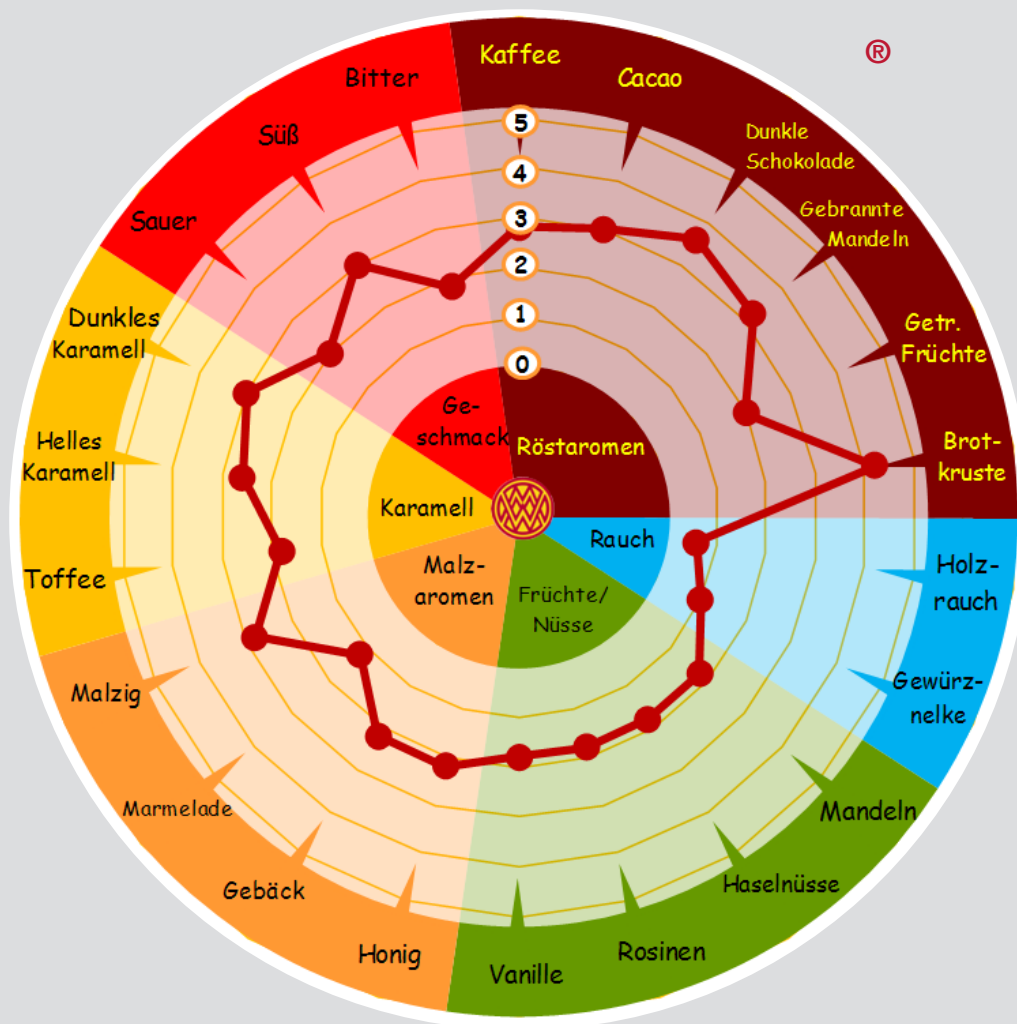 ®
Kaffee
Cacao
Dunkle
Schokolade
Gebrannte
Mandeln
Getr.
Früchte
Brot-
kruste
Holz-
rauch
Gewürz-
nelke
Mandeln
Haselnüsse
Rosinen
Vanille
Honig
Gebäck
Marmelade
Malzig
Toffee
Helles
Karamell
Dunkles
Karamell
Sauer
Süß
Bitter
5
4
3
2
1
0
Ge-
schmack
Röstaromen
Karamell
Rauch
Malz-
aromen
Früchte/
Nüsse